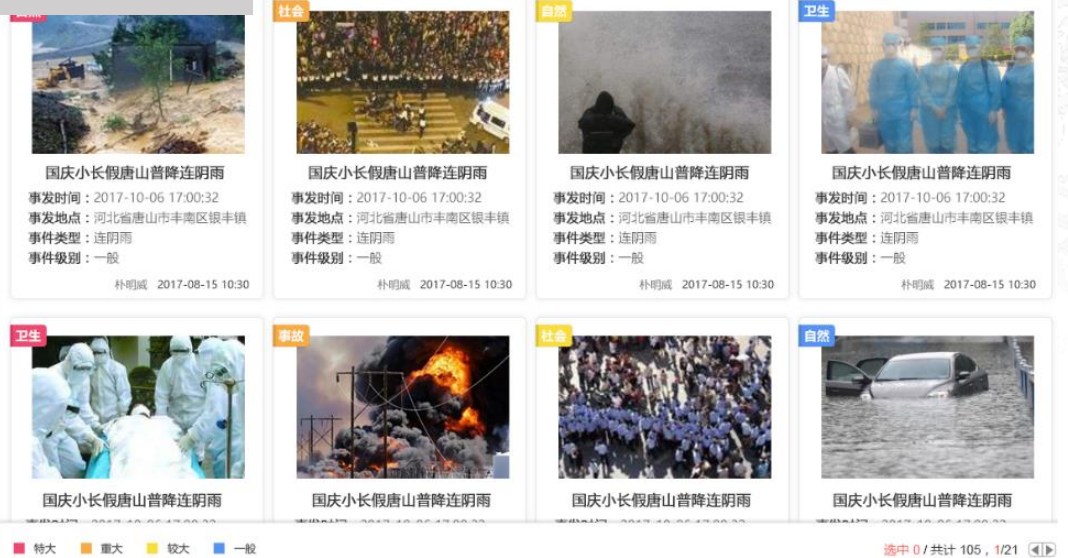 社会
自然
卫生
国庆小长假唐山普降连阴雨
事发时间：2017-10-06 17:00:32
事发地点：河北省唐山市丰南区银丰镇
事件类型：连阴雨
事件级别：一般
朴明威 2017-08-15 10:30
国庆小长假唐山普降连阴雨
事发时间：2017-10-06 17:00:32
事发地点：河北省唐山市丰南区银丰镇
事件类型：连阴雨
事件级别：一般
朴明威 2017-08-15 10:30
国庆小长假唐山普降连阴雨
事发时间：2017-10-06 17:00:32
事发地点：河北省唐山市丰南区银丰镇
事件类型：连阴雨
事件级别：一般
朴明威 2017-08-15 10:30
国庆小长假唐山普降连阴雨
事发时间：2017-10-06 17:00:32
事发地点：河北省唐山市丰南区银丰镇
事件类型：连阴雨
事件级别：一般
朴明威 2017-08-15 10:30
卫生
国庆小长假唐山普降连阴雨
事故
国庆小长假唐山普降连阴雨
社会
国庆小长假唐山普降连阴雨
自然
国庆小长假唐山普降连阴雨
特大 重大 较大 一般
选中 0 / 共计 105，1/21